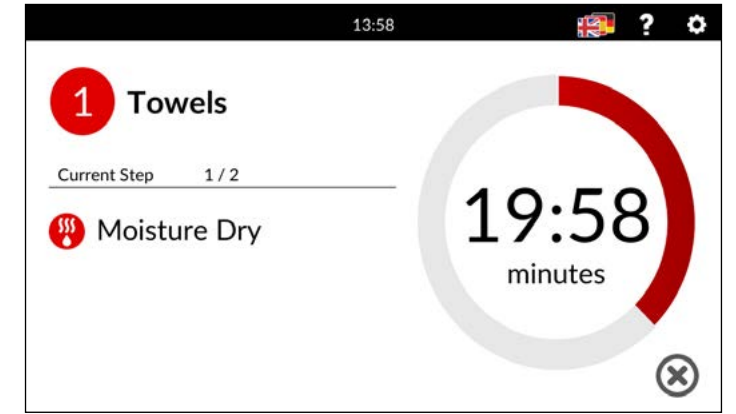 13:58 ?
1 Towels
Current Step 1 / 2
Moisture Dry
19:58
minutes